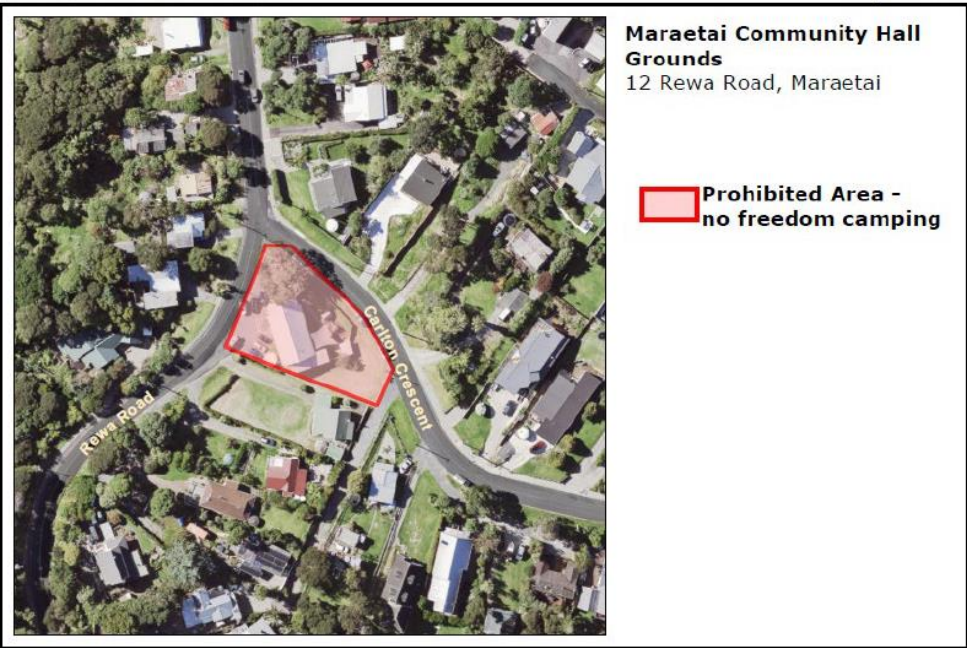 Maraetai Community Hall
Grounds
12 Rewa Road, Maraetai
Prohibited Area –
no freedom camping
Carlton Crescent
Rewa Road